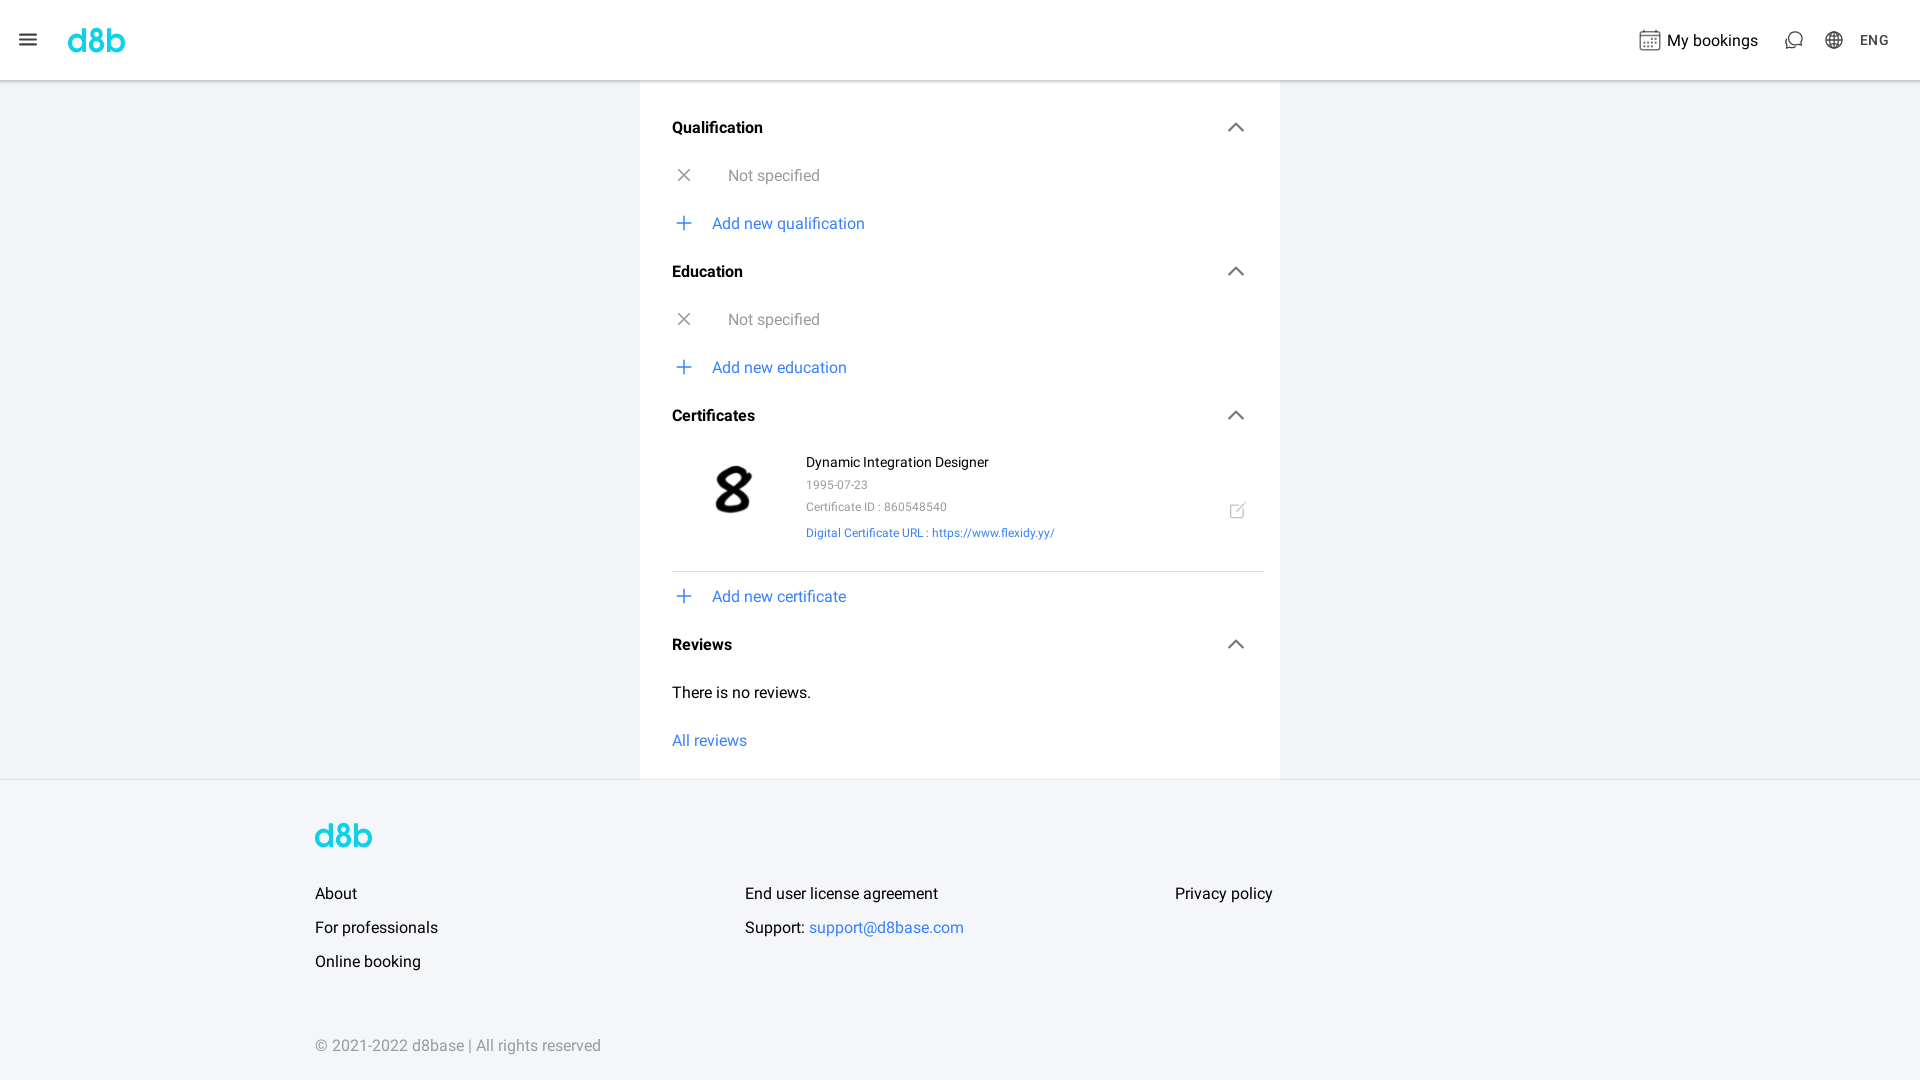 d8b
My bookings
ENG
Qualification
Not specified
Add new qualification
Education
Not specified
Add new education
Certificates
8
Dynamic Integration Designer
1995-07-23
Certificate ID : 860548540
Digital Certificate URL : https://www.flexidy.yy/
Add new certificate
Reviews
There is no reviews.
All reviews
d8b
About
For professionals
Online booking
End user license agreement
Support: support@d8base.com
Privacy policy
© 2021-2022 d8base | All rights reserved